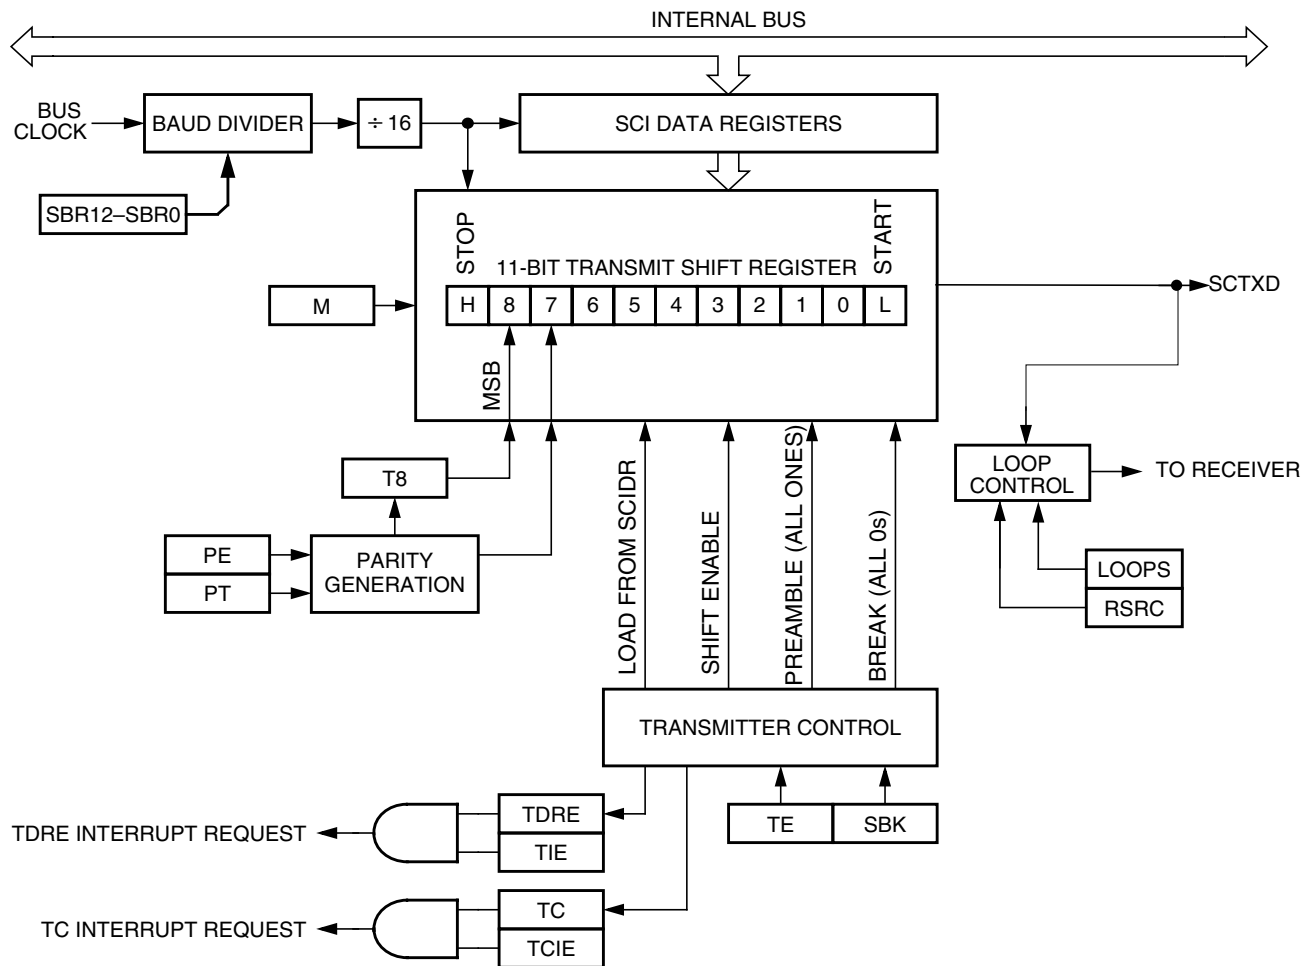 INTERNAL BUS
BUS
CLOCK
BAUD DIVIDER
÷ 16
SCI DATA REGISTERS
SBR12–SBR0
STOP
START
11-BIT TRANSMIT SHIFT REGISTER
H 8 7 6 5 4 3 2 1 0 L
M
SCTXD
MSB
T8
LOOP
CONTROL
TO RECEIVER
PE
PT
PARITY
GENERATION
LOAD FROM SCIDR
SHIFT ENABLE
PREAMBLE (ALL ONES)
BREAK (ALL 0s)
LOOPS
RSRC
TRANSMITTER CONTROL
TDRE INTERRUPT REQUEST
TDRE
TIE
TE
SBK
TC INTERRUPT REQUEST
TC
TCIE